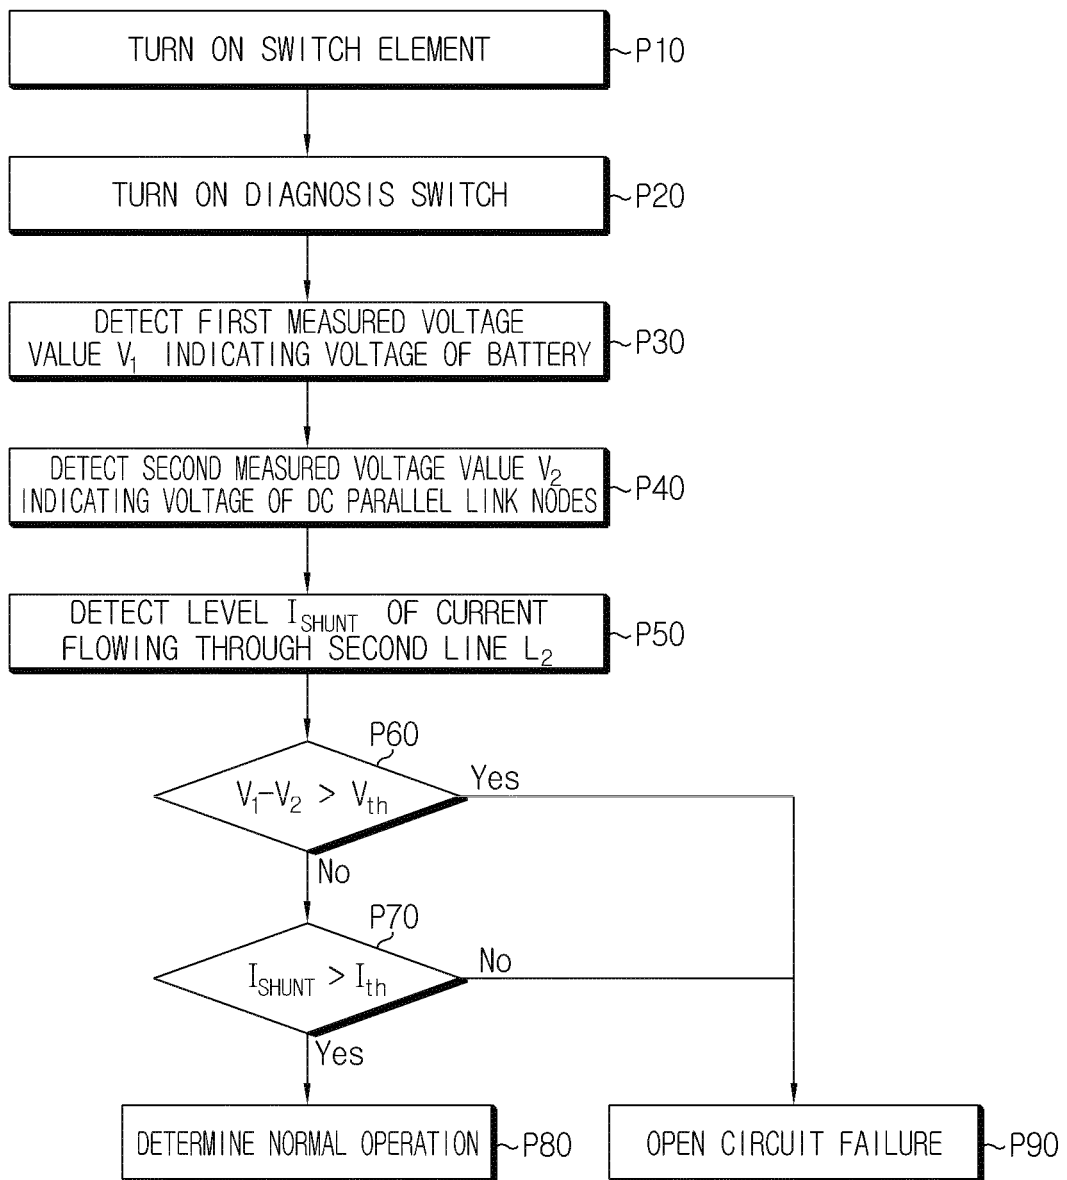 TURN ON SWITCH ELEMENT
P10
TURN ON DIAGNOSIS SWITCH
P20
DETECT FIRST MEASURED VOLTAGE
VALUE V1 INDICATING VOLTAGE OF BATTERY
P30
DETECT SECOND MEASURED VOLTAGE VALUE V2
INDICATING VOLTAGE OF DC PARALLEL LINK NODES
P40
DETECT LEVEL ISHUNT OF CURRENT
FLOWING THROUGH SECOND LINE L2
P50
P60
V1-V2 > Vth
Yes
No
P70
ISHUNT > Ith
No
Yes
DETERMINE NORMAL OPERATION
P80
OPEN CIRCUIT FAILURE
P90